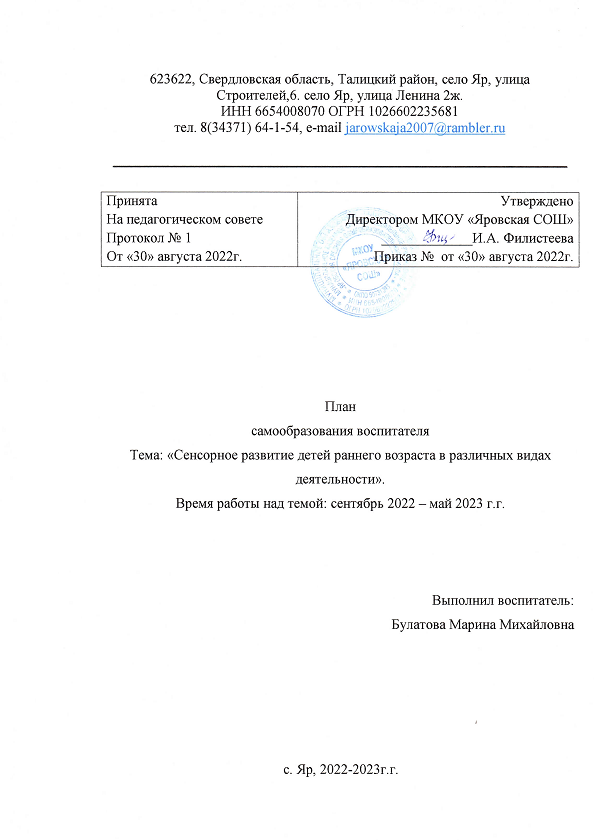 623622, Свердловская область, Талицкий район, село Яр, улица
Строителей,6. село Яр, улица Ленина 2ж.
ИНН 6654008070 ОГРН 1026602235681
тел. 8(34371) 64-1-54, e-mail jarowskaja2007@rambler.ru
Принята
На педагогическом совете
Протокол № 1
От «30» августа 2022г.
Утверждено
Директором МКОУ «Яровская СОШ»
И.А. Филистеева
Приказ № от «30» августа 2022г.
МКОУ
СОШ»
План
самообразования воспитателя
Тема: «Сенсорное развитие детей раннего возраста в различных видах
деятельности».
Время работы над темой: сентябрь 2022 – май 2023 г.г.
Выполнил воспитатель:
Булатова Марина Михайловна
с. Яр, 2022-2023г.г.